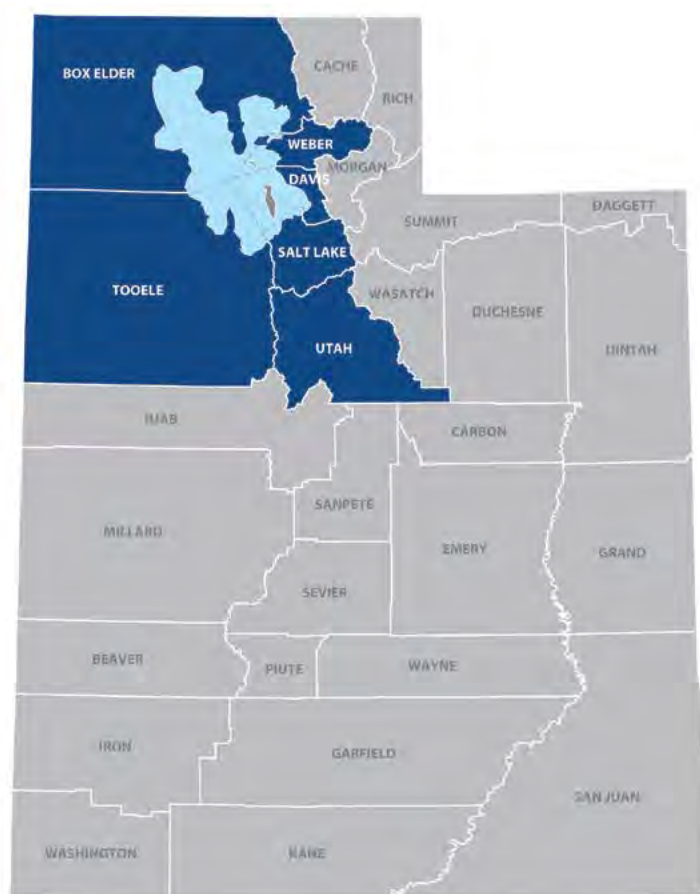 CACHE
BOX ELDER
RICH
WEBER
MORGAN
DAVIS
DAGGETT
SUMMIT
SALT LAKE
TOOELE
WASATCH
DUCHESNE
UTAH
UINTAH
JUAB
CARBON
SANPETE
MILLARD
EMERY
GRAND
SEVIER
BEAVER
PIUTE
WAYNE
IRON
GARFIELD
SAN JUAN
WASHINGTON
KANE